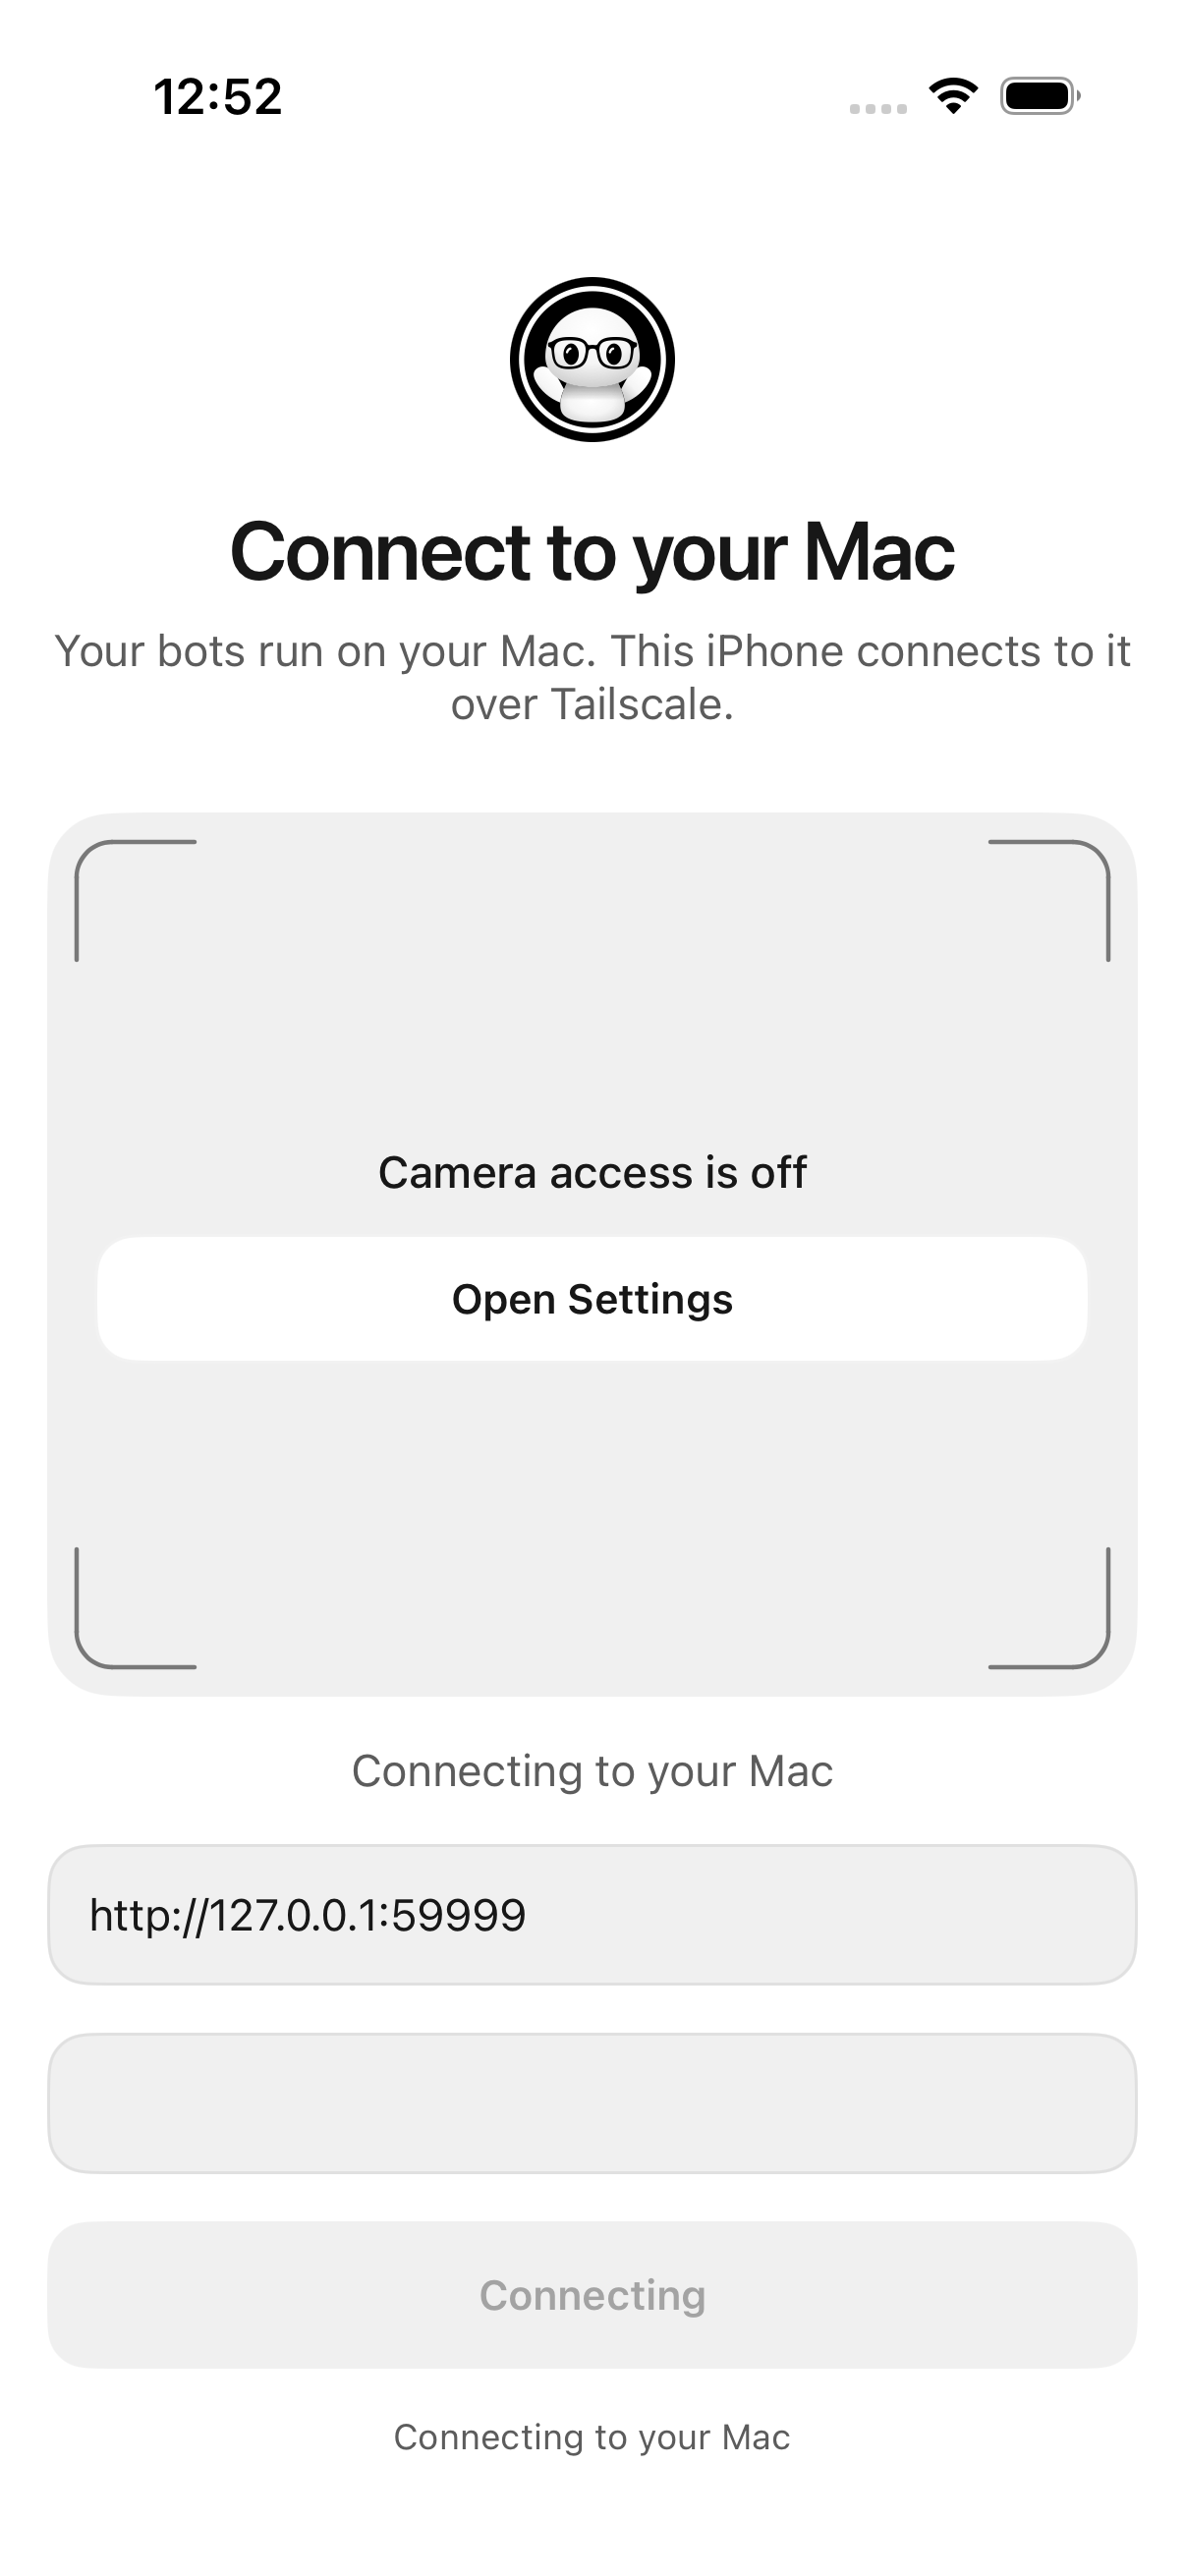 12:52
Connect to your Mac
Your bots run on your Mac. This iPhone connects to it
over Tailscale.
Camera access is off
Open Settings
Connecting to your Mac
http://127.0.0.1:59999
Connecting
Connecting to your Mac